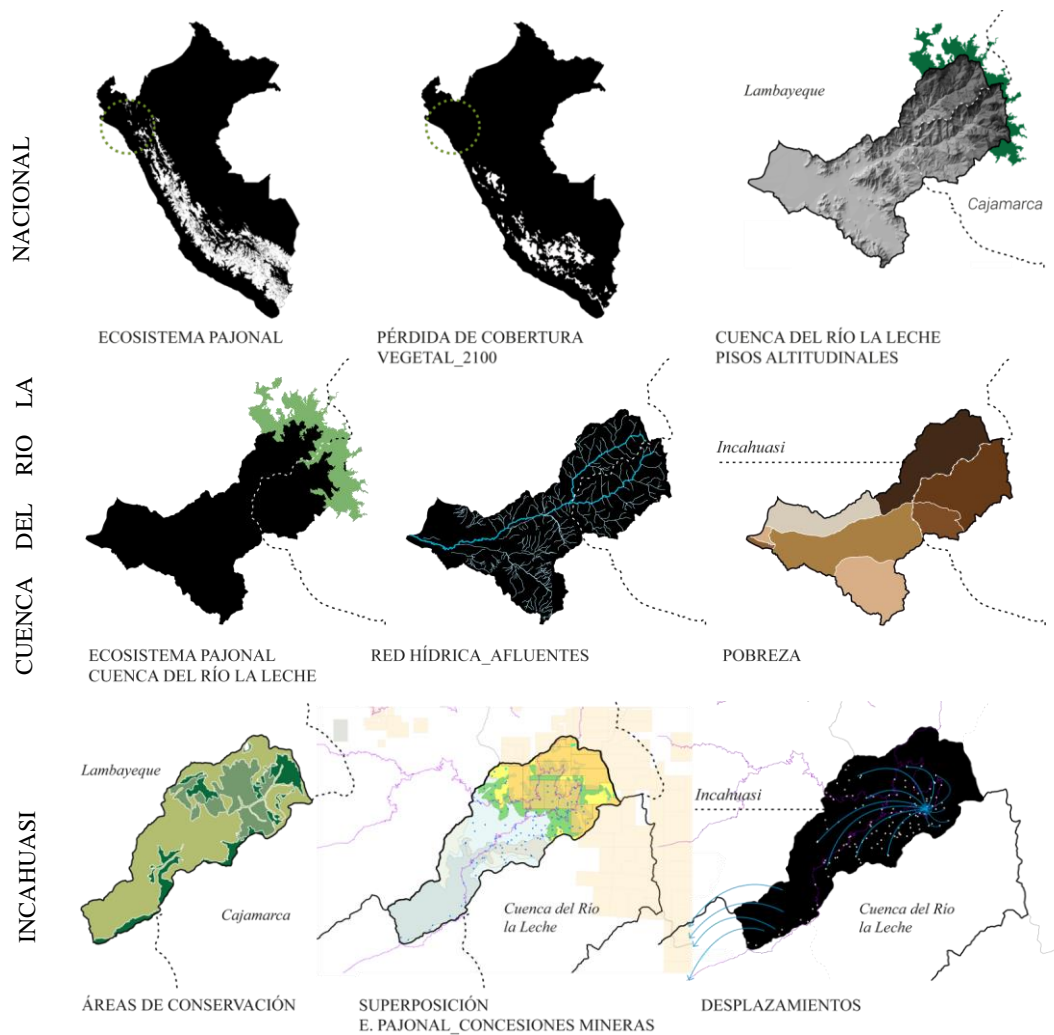 NACIONAL
Lambayeque
Cajamarca
ECOSISTEMA PAJONAL
PÉRDIDA DE COBERTURA
VEGETAL_2100
CUENCA DEL RÍO LA LECHE
PISOS ALTITUDINALES
CUENCA DEL RIO LA
Incahuasi
ECOSISTEMA PAJONAL
CUENCA DEL RÍO LA LECHE
RED HÍDRICA_AFLUENTES
POBREZA
INCAHUASI
Lambayeque
Cajamarca
Cuenca del Río
la Leche
Incahuasi
Cuenca del Río
la Leche
ÁREAS DE CONSERVACIÓN
SUPERPOSICIÓN
E. PAJONAL_CONCESIONES MINERAS
DESPLAZAMIENTOS